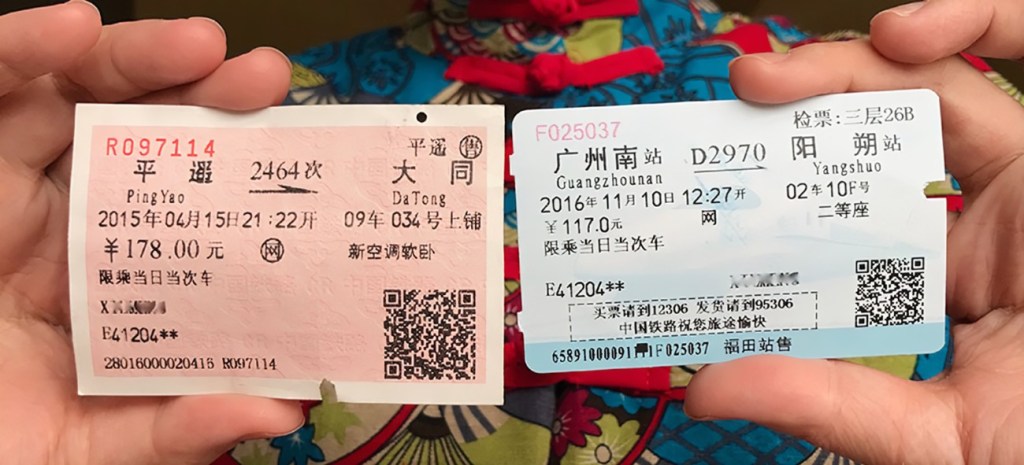 R097114
平遥 售
平遥 2464次 大同
PingYao DaTong
2015年04月15日21:22开 09车 034号上铺
￥178.00元 网 新空调软卧
限乘当日当次车
X
E41204**
28016000020415 R097114
F025037
检票:三层26B
广州南站 D2970 阳朔站
Guangzhounan Yangshuo
2016年11月10日 12:27开 02车10F号
￥117.0元 网 二等座
限乘当日当次车
E41204**
买票请到12306 发货请到95306
中国铁路祝您旅途愉快
65891000091 1F025037 福田站售